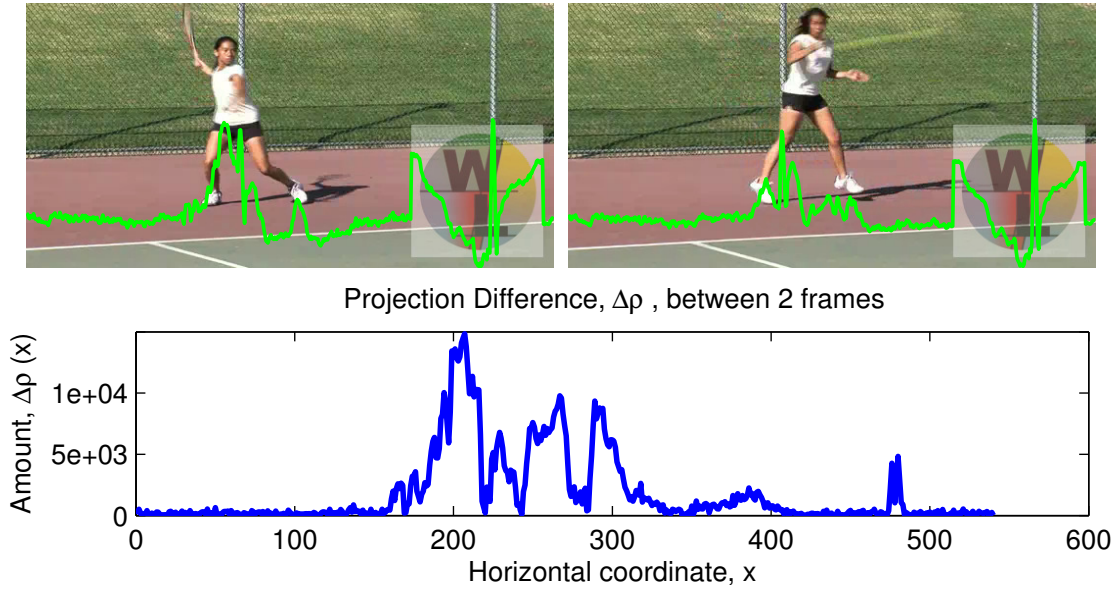 W
Projection Difference, Δρ , between 2 frames
Amount, Δρ (x)
1e+04
5e+03
0
0 100 200 300 400 500 600
Horizontal coordinate, x